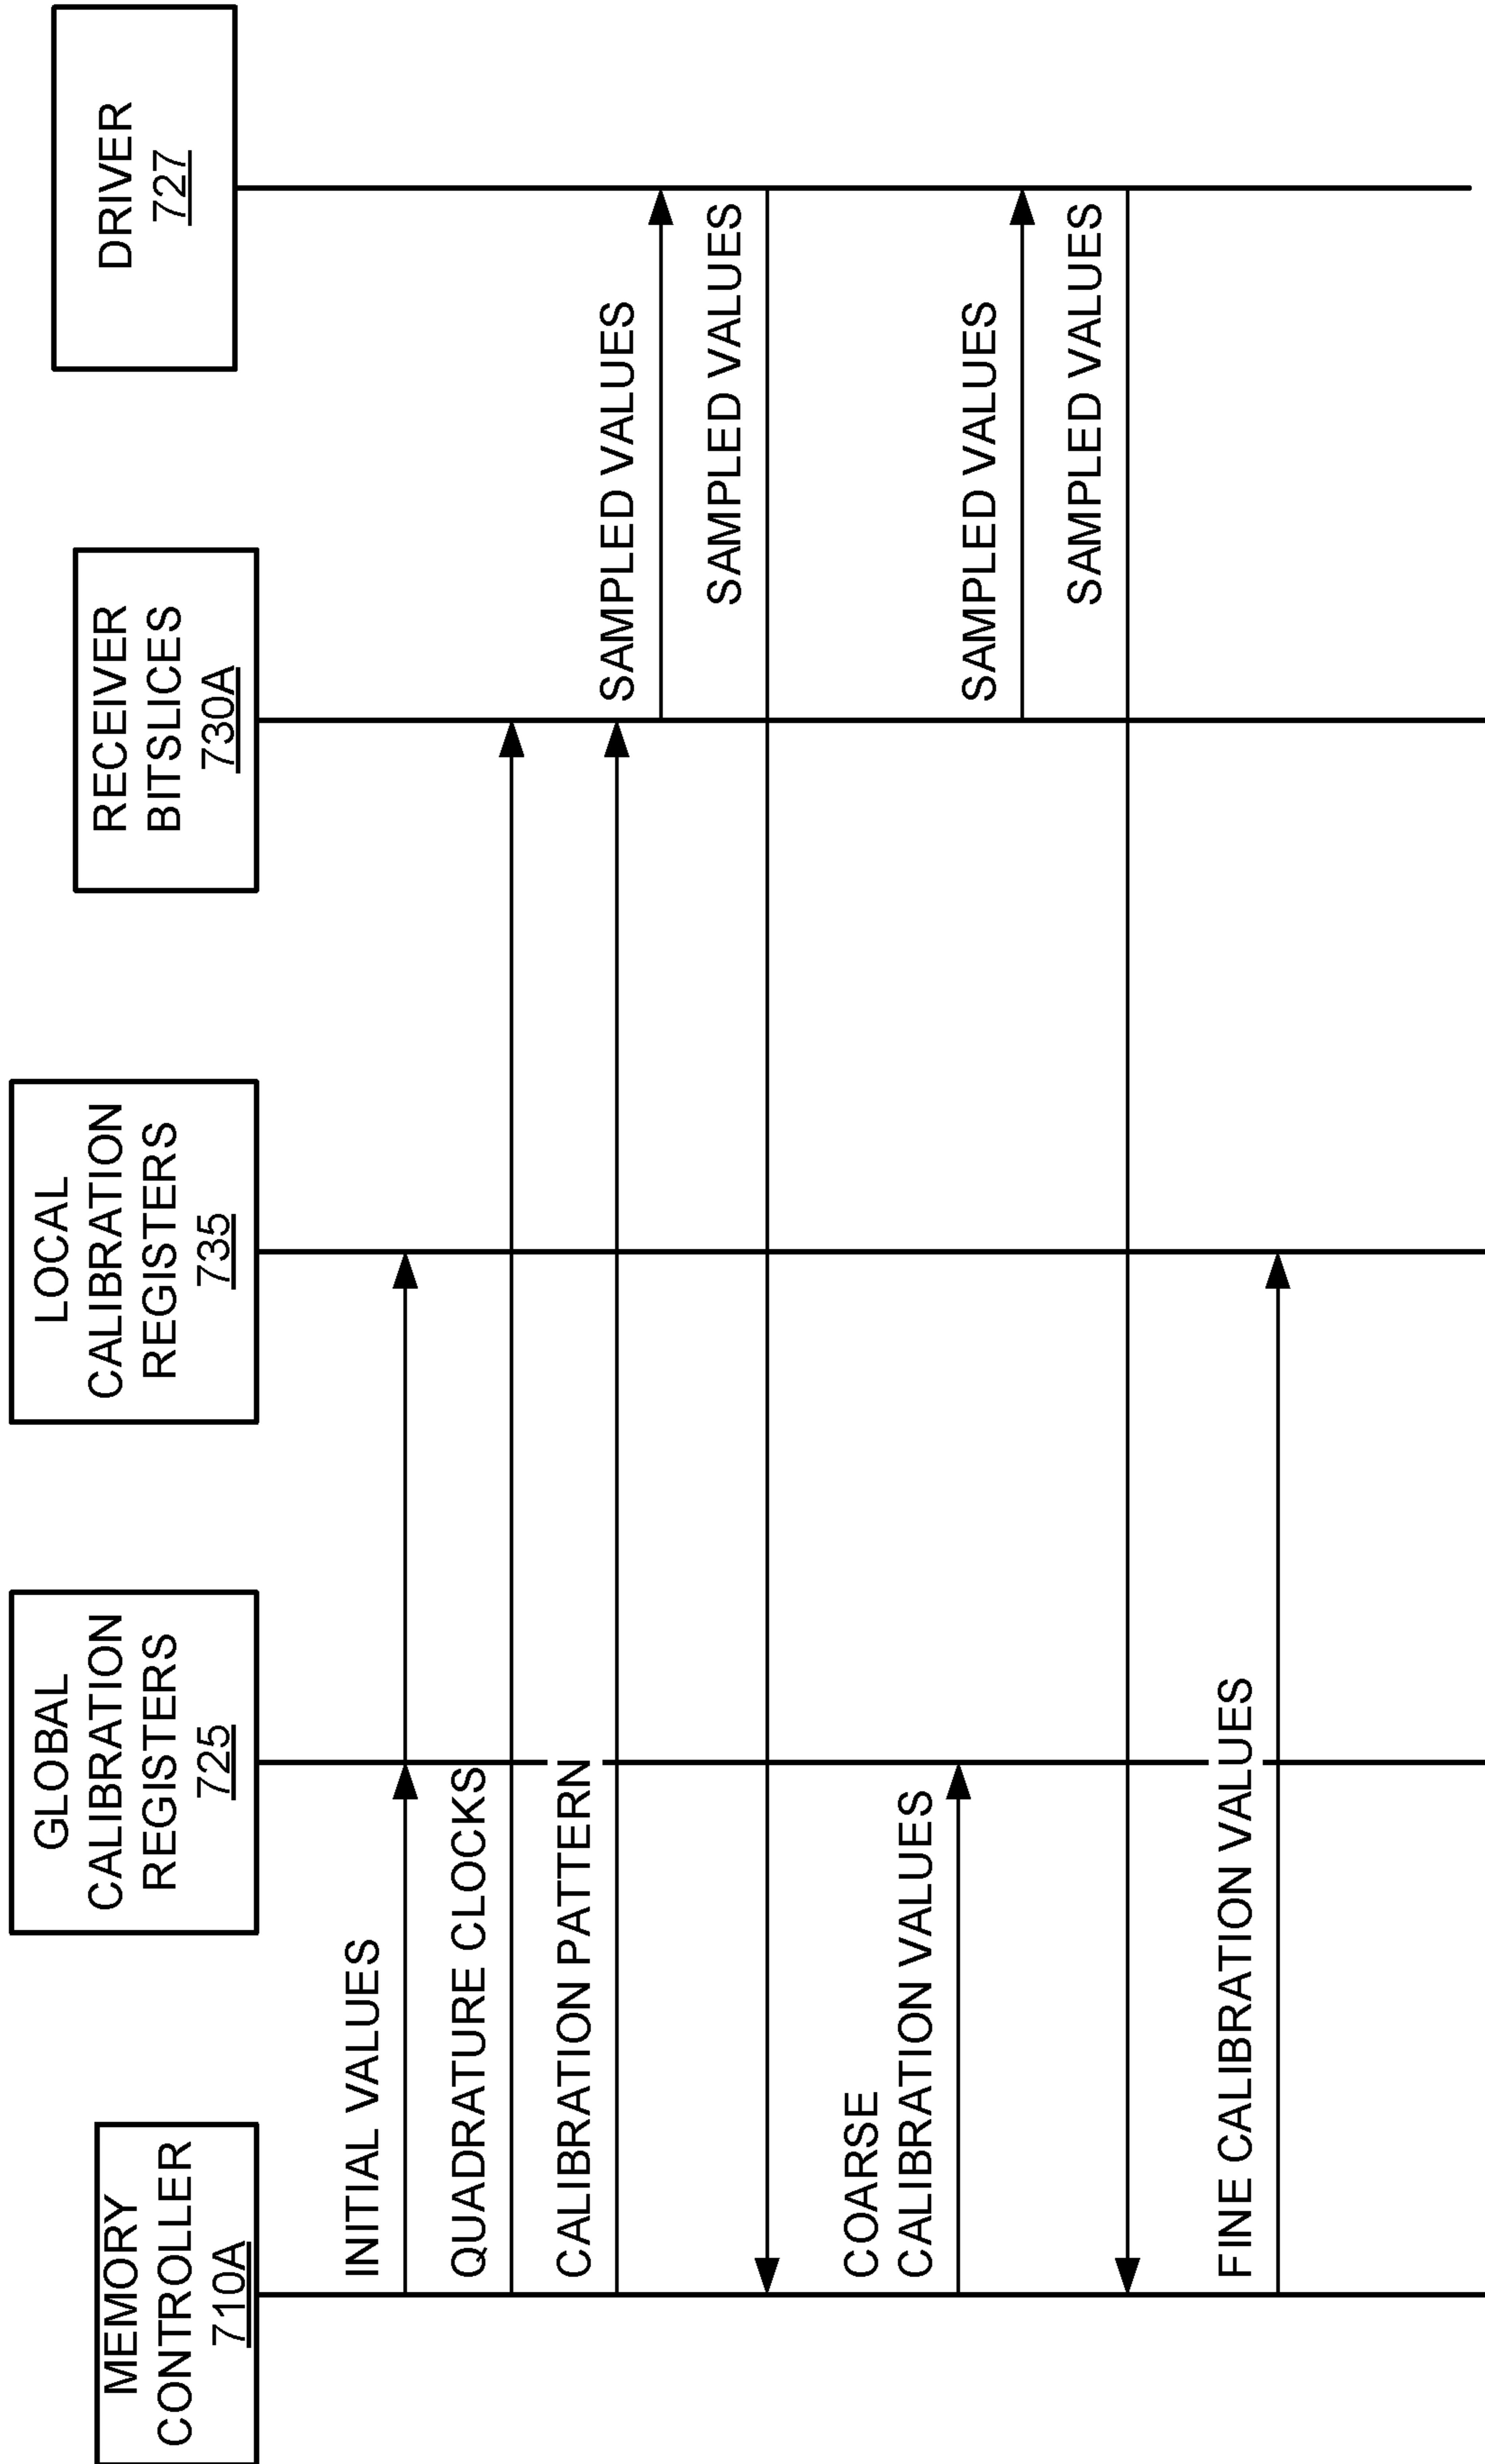 MEMORY
CONTROLLER
710A
GLOBAL
CALIBRATION
REGISTERS
725
LOCAL
CALIBRATION
REGISTERS
735
RECEIVER
BITSLICES
730A
DRIVER
727
INITIAL VALUES
QUADRATURE CLOCKS
CALIBRATION PATTERN
SAMPLED VALUES
SAMPLED VALUES
COARSE
CALIBRATION VALUES
SAMPLED VALUES
SAMPLED VALUES
FINE CALIBRATION VALUES